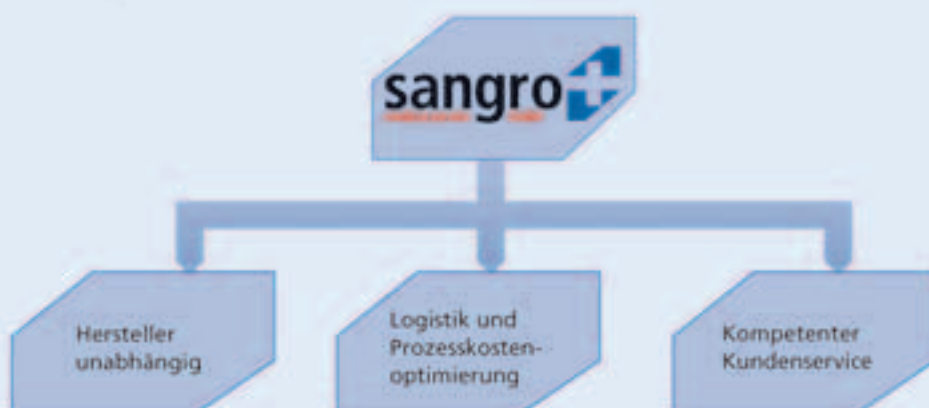 sangro
Hersteller
unabhängig
Logistik und
Prozesskosten-
optimierung
Kompetenter
Kundenservice